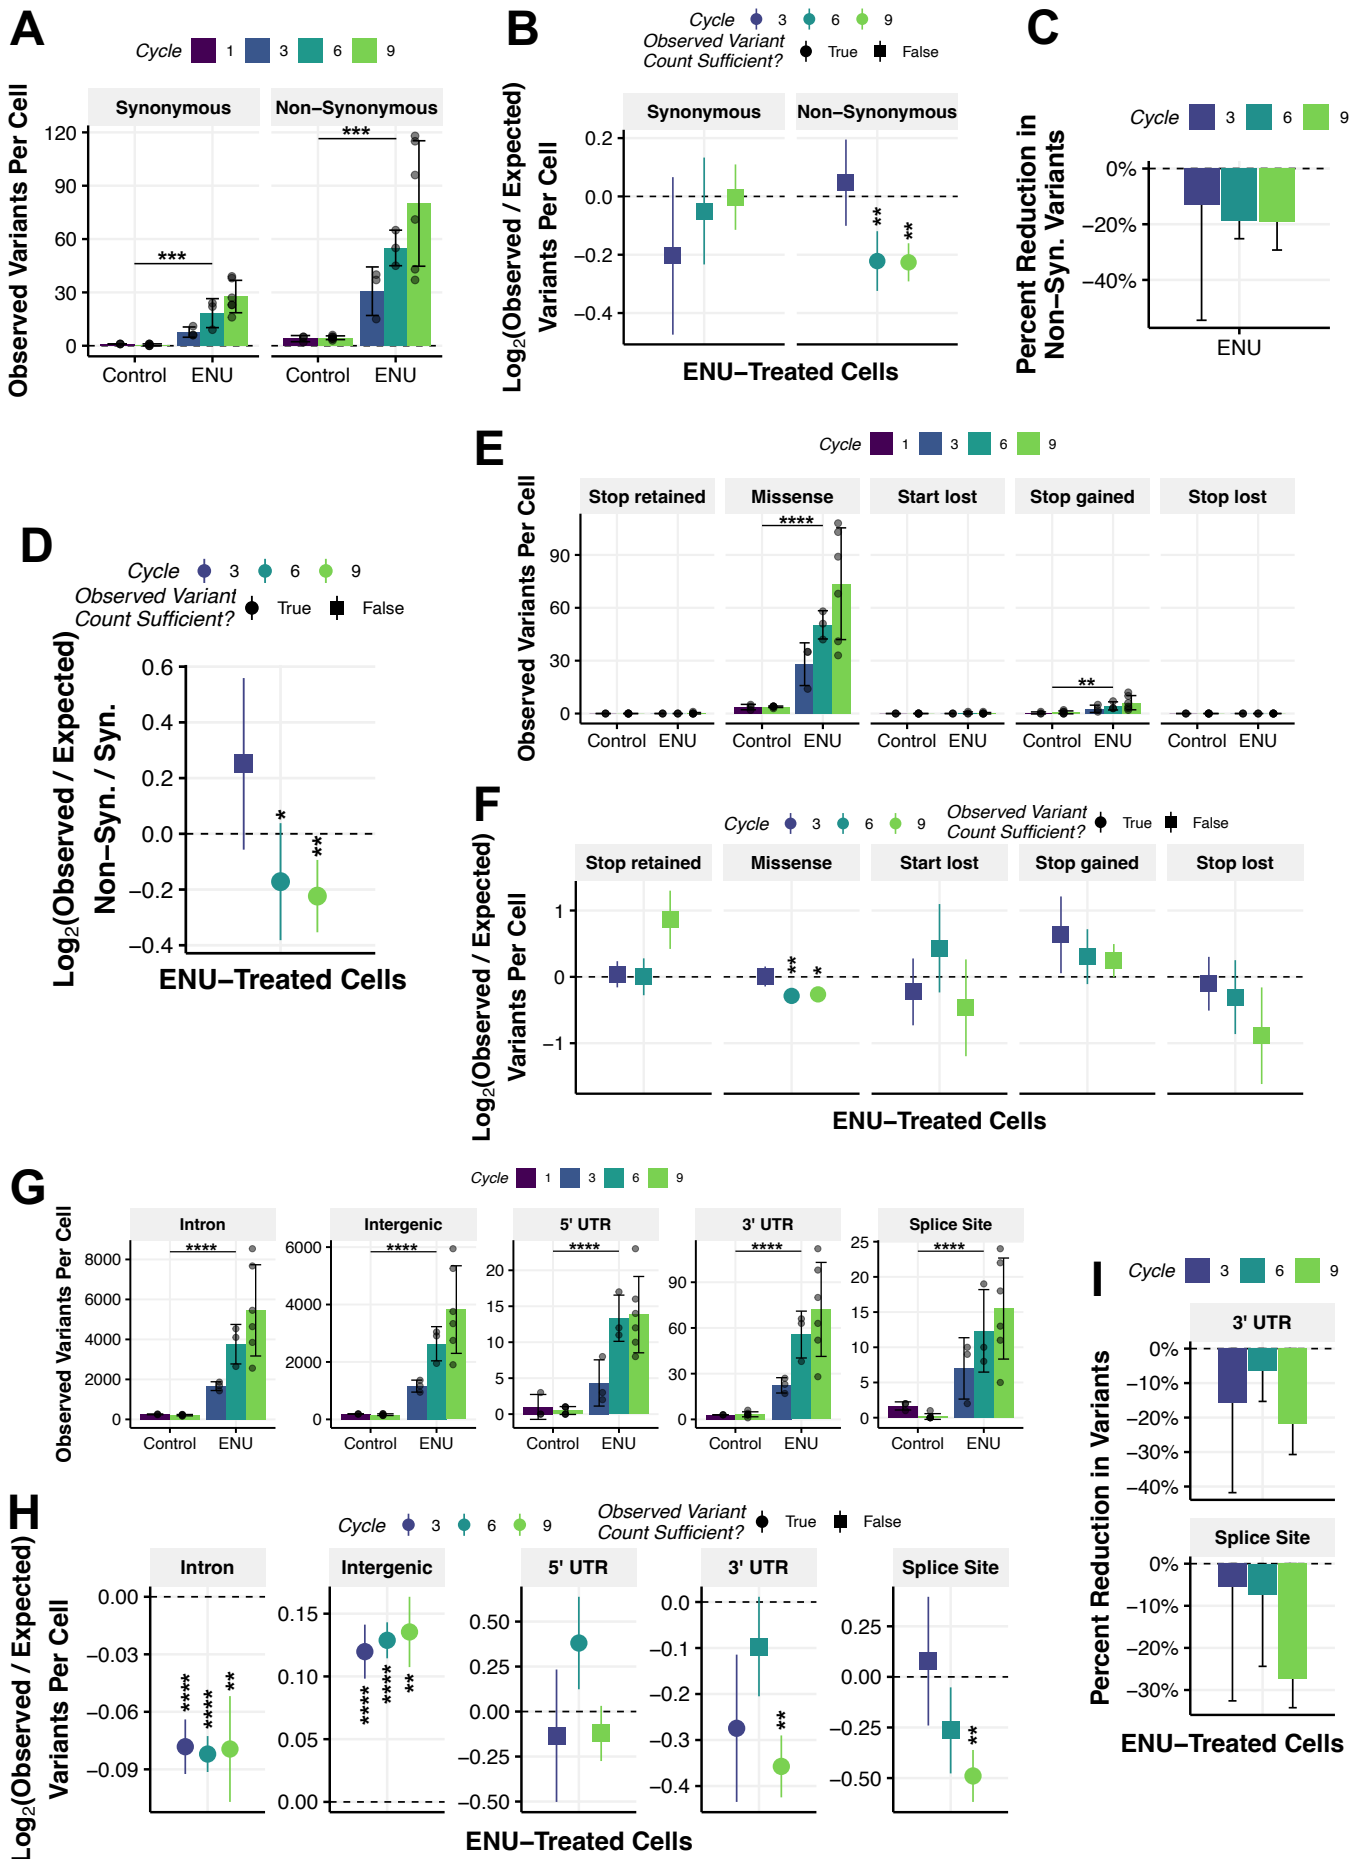 A
Cycle 1 3 6 9
Synonymous Non−Synonymous
Observed Variants Per Cell
120
90
60
30
0
*** ***
Control ENU Control ENU
B
Cycle 3 6 9
Observed Variant
Count Sufficient? True False
Synonymous Non−Synonymous
Log2(Observed / Expected)
Variants Per Cell
0.2
0.0
−0.2
−0.4
** **
ENU−Treated Cells
C
Cycle 3 6 9
Percent Reduction in
Non−Syn. Variants
0%
−20%
−40%
ENU
D
Cycle 3 6 9
Observed Variant
Count Sufficient? True False
Log2(Observed / Expected)
Non−Syn. / Syn.
0.6
0.4
0.2
0.0
−0.2
−0.4
* **
ENU−Treated Cells
E
Cycle 1 3 6 9
Stop retained Missense Start lost Stop gained Stop lost
Observed Variants Per Cell
90
60
30
0
**** **
Control ENU Control ENU Control ENU Control ENU Control ENU
F
Cycle 3 6 9
Observed Variant
Count Sufficient? True False
Stop retained Missense Start lost Stop gained Stop lost
Log2(Observed / Expected)
Variants Per Cell
1
0
−1
** *
ENU−Treated Cells
G
Cycle 1 3 6 9
Observed Variants Per Cell
Intron
8000
6000
4000
2000
0
****
Control ENU
Intergenic
6000
4000
2000
0
****
Control ENU
5' UTR
20
15
10
5
0
****
Control ENU
3' UTR
90
60
30
0
****
Control ENU
Splice Site
25
20
15
10
5
0
****
Control ENU
H
Cycle 3 6 9
Observed Variant
Count Sufficient? True False
Log2(Observed / Expected)
Variants Per Cell
Intron
0.00
−0.03
−0.06
−0.09
**** **** **
Intergenic
0.15
0.10
0.05
0.00
**** **** **
5' UTR
0.50
0.25
0.00
−0.25
−0.50
3' UTR
0.0
−0.1
−0.2
−0.3
−0.4
**
Splice Site
0.25
0.00
−0.25
−0.50
**
ENU−Treated Cells
I
Cycle 3 6 9
Percent Reduction in Variants
3' UTR
0%
−10%
−20%
−30%
−40%
Splice Site
0%
−10%
−20%
−30%
ENU−Treated Cells